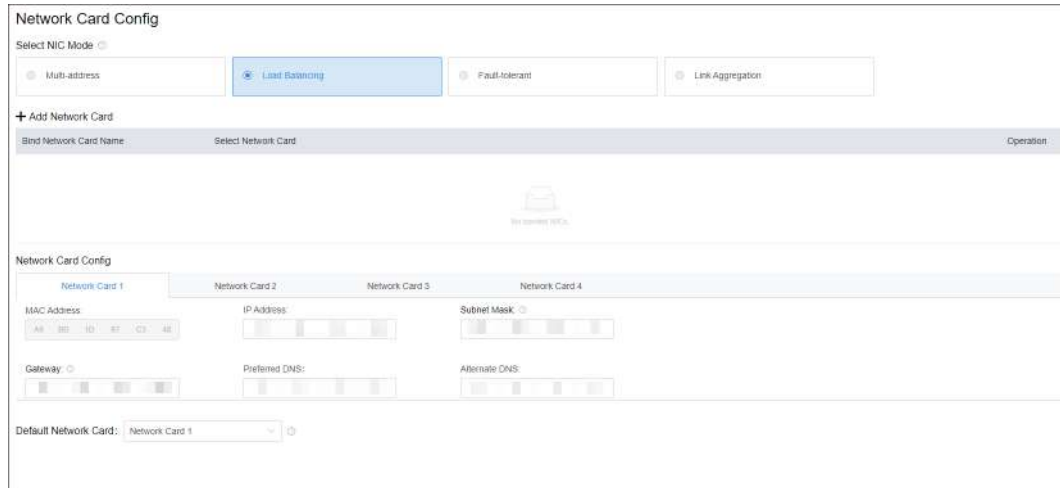 Network Card Config
Select NIC Mode
Multi-address
Load Balancing
Fault-tolerant
Link Aggregation
+ Add Network Card
Bind Network Card Name Select Network Card Operation
Network Card Config
Network Card 1 Network Card 2 Network Card 3 Network Card 4
MAC Address: IP Address: Subnet Mask:
Gateway: Preferred DNS: Alternate DNS:
Default Network Card: Network Card 1